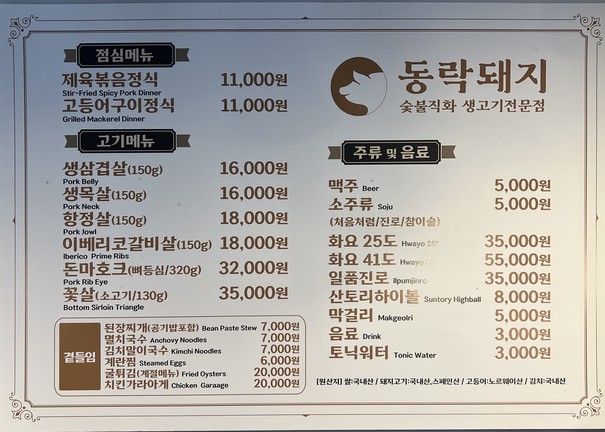 점심메뉴
제육볶음정식 11,000원
Stir-Fried Spicy Pork Dinner
고등어구이정식 11,000원
Grilled Mackerel Dinner
고기메뉴
생삼겹살(150g) 16,000원
Pork Belly
생목살(150g) 16,000원
Pork Neck
항정살(150g) 18,000원
Pork Jowl
이베리코갈비살(150g) 18,000원
Iberico Prime Ribs
돈마호크(뼈등심/320g) 32,000원
Pork Rib Eye
꽃살(소고기/130g) 35,000원
Bottom Sirloin Triangle
곁들임
된장찌개(공기밥포함) Bean Paste Stew 7,000원
멸치국수 Anchovy Noodles 7,000원
김치말이국수 Kimchi Noodles 7,000원
계란찜 Steamed Eggs 6,000원
굴튀김(계절메뉴) Fried Oysters 20,000원
치킨가라아게 Chicken Garaage 20,000원
동락돼지
숯불직화 생고기전문점
주류 및 음료
맥주 Beer 5,000원
소주류 Soju 5,000원
(처음처럼/진로/참이슬)
화요 25도 Hwayo 25° 35,000원
화요 41도 Hwayo 55,000원
일품진로 Ilpumjinro 35,000원
산토리하이볼 Suntory Highball 8,000원
막걸리 Makgeolri 5,000원
음료 Drink 3,000원
토닉워터 Tonic Water 3,000원
[원산지] 쌀:국내산 / 돼지고기:국내산,스페인산 / 고등어:노르웨이산 / 김치:국내산